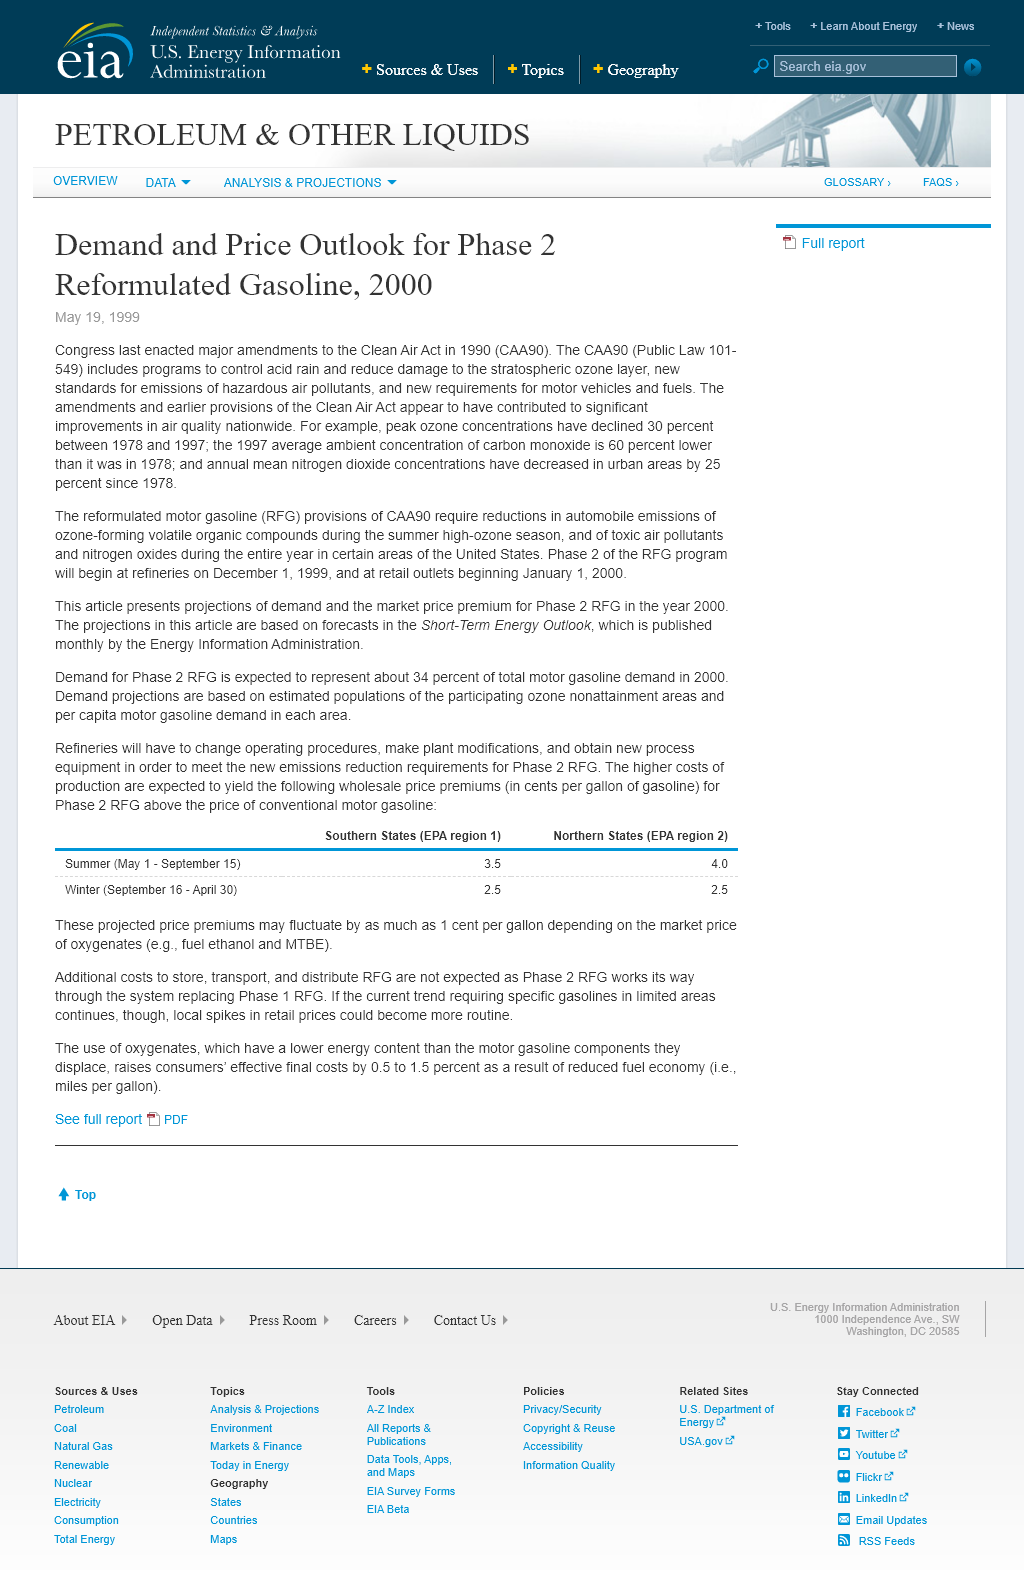 Independent Statistics & Analysis
eia U.S. Energy Information
Administration
Sources & Uses
Topics
Geography
Tools
Learn About Energy
News
Search eia.gov
PETROLEUM & OTHER LIQUIDS
OVERVIEW DATA ANALYSIS & PROJECTIONS GLOSSARY › FAQS ›
Demand and Price Outlook for Phase 2
Reformulated Gasoline, 2000
May 19, 1999
Full report
Congress last enacted major amendments to the Clean Air Act in 1990 (CAA90). The CAA90 (Public Law 101-
549) includes programs to control acid rain and reduce damage to the stratospheric ozone layer, new
standards for emissions of hazardous air pollutants, and new requirements for motor vehicles and fuels. The
amendments and earlier provisions of the Clean Air Act appear to have contributed to significant
improvements in air quality nationwide. For example, peak ozone concentrations have declined 30 percent
between 1978 and 1997; the 1997 average ambient concentration of carbon monoxide is 60 percent lower
than it was in 1978; and annual mean nitrogen dioxide concentrations have decreased in urban areas by 25
percent since 1978.
The reformulated motor gasoline (RFG) provisions of CAA90 require reductions in automobile emissions of
ozone-forming volatile organic compounds during the summer high-ozone season, and of toxic air pollutants
and nitrogen oxides during the entire year in certain areas of the United States. Phase 2 of the RFG program
will begin at refineries on December 1, 1999, and at retail outlets beginning January 1, 2000.
This article presents projections of demand and the market price premium for Phase 2 RFG in the year 2000.
The projections in this article are based on forecasts in the Short-Term Energy Outlook, which is published
monthly by the Energy Information Administration.
Demand for Phase 2 RFG is expected to represent about 34 percent of total motor gasoline demand in 2000.
Demand projections are based on estimated populations of the participating ozone nonattainment areas and
per capita motor gasoline demand in each area.
Refineries will have to change operating procedures, make plant modifications, and obtain new process
equipment in order to meet the new emissions reduction requirements for Phase 2 RFG. The higher costs of
production are expected to yield the following wholesale price premiums (in cents per gallon of gasoline) for
Phase 2 RFG above the price of conventional motor gasoline:
Southern States (EPA region 1) Northern States (EPA region 2)
Summer (May 1 - September 15) 3.5 4.0
Winter (September 16 - April 30) 2.5 2.5
These projected price premiums may fluctuate by as much as 1 cent per gallon depending on the market price
of oxygenates (e.g., fuel ethanol and MTBE).
Additional costs to store, transport, and distribute RFG are not expected as Phase 2 RFG works its way
through the system replacing Phase 1 RFG. If the current trend requiring specific gasolines in limited areas
continues, though, local spikes in retail prices could become more routine.
The use of oxygenates, which have a lower energy content than the motor gasoline components they
displace, raises consumers' effective final costs by 0.5 to 1.5 percent as a result of reduced fuel economy (i.e.,
miles per gallon).
See full report PDF
Top
About EIA Open Data Press Room Careers Contact Us
U.S. Energy Information Administration
1000 Independence Ave., SW
Washington, DC 20585
Sources & Uses
Petroleum
Coal
Natural Gas
Renewable
Nuclear
Electricity
Consumption
Total Energy
Topics
Analysis & Projections
Environment
Markets & Finance
Today in Energy
Geography
States
Countries
Maps
Tools
A-Z Index
All Reports &
Publications
Data Tools, Apps,
and Maps
EIA Survey Forms
EIA Beta
Policies
Privacy/Security
Copyright & Reuse
Accessibility
Information Quality
Related Sites
U.S. Department of
Energy
USA.gov
Stay Connected
Facebook
Twitter
Youtube
Flickr
LinkedIn
Email Updates
RSS Feeds